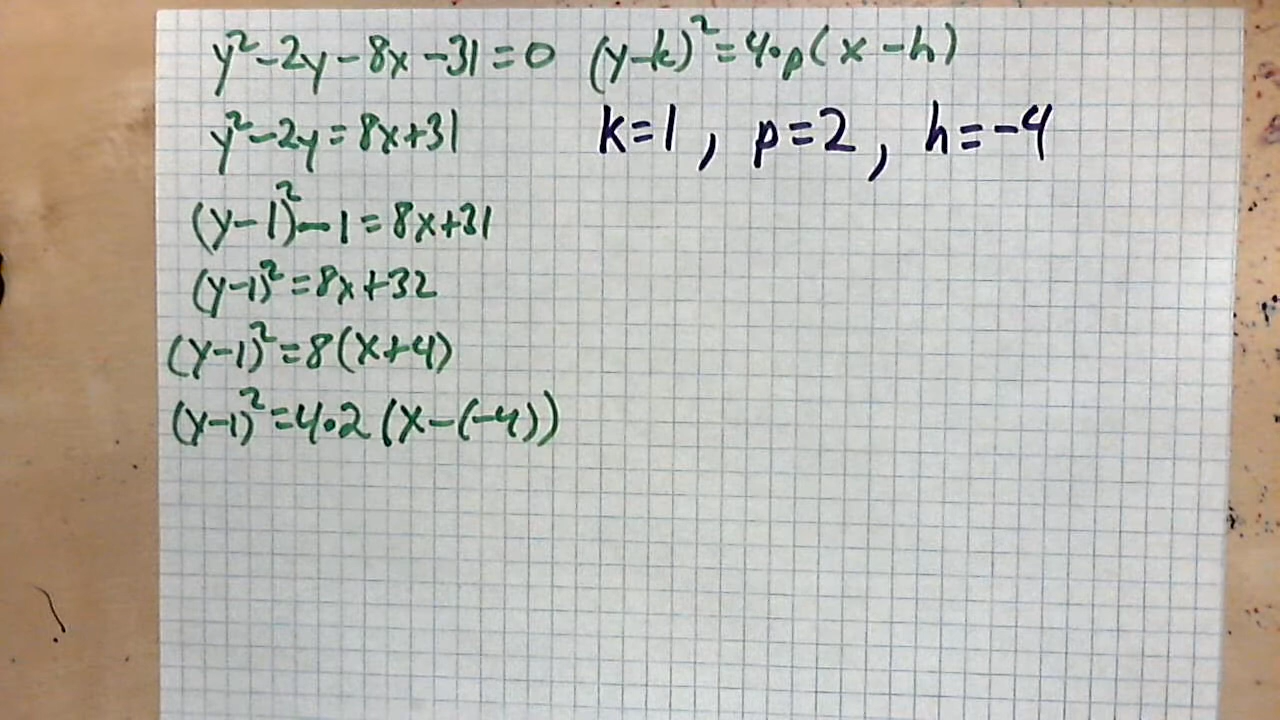 y²-2y-8x-31=0 (y-k)²=4·p(x-h)
y²-2y=8x+31 k=1, p=2, h=-4
(y-1)²-1=8x+31
(y-1)²=8x+32
(y-1)²=8(x+4)
(y-1)²=4·2(x-(-4))